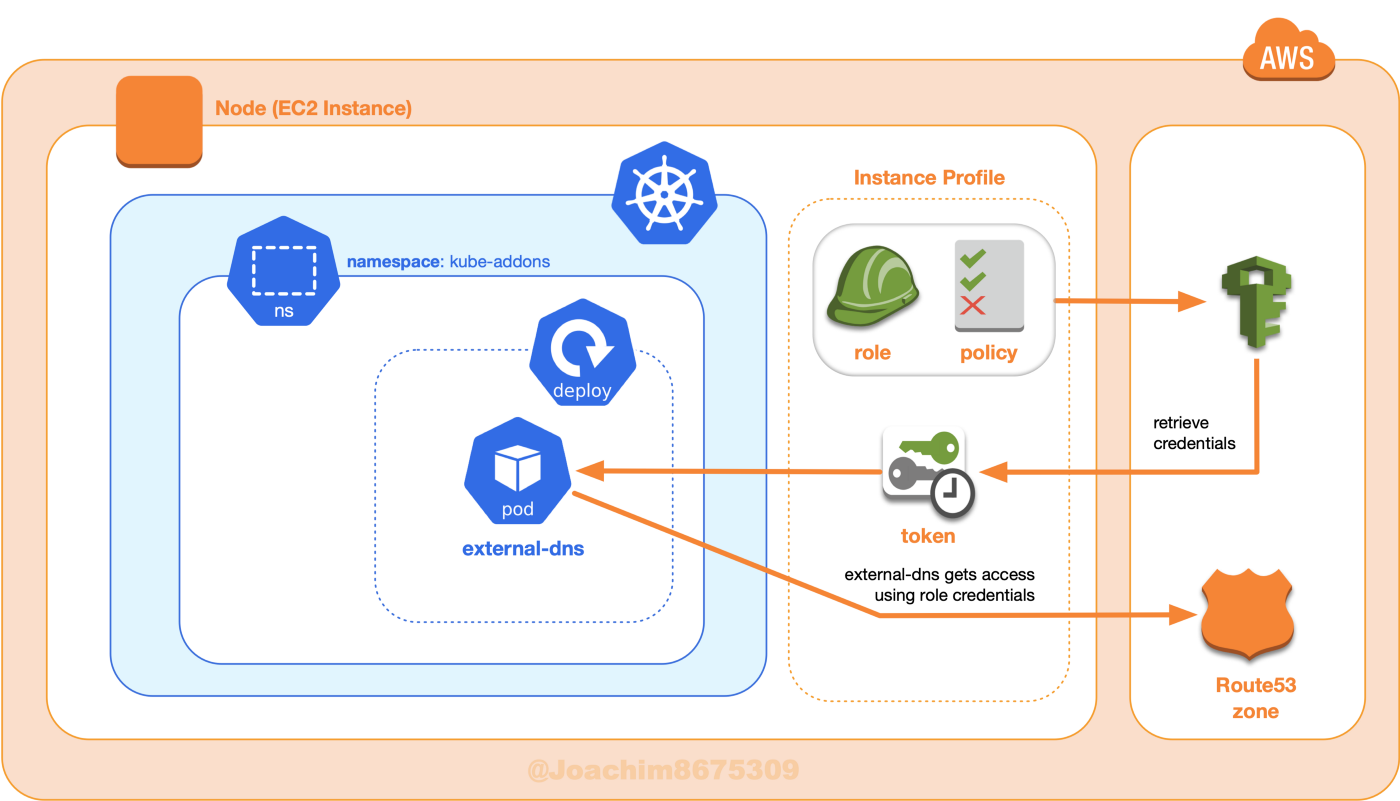 AWS
Node (EC2 Instance)
Instance Profile
namespace: kube-addons
ns
role
policy
deploy
retrieve
credentials
pod
token
external-dns
external-dns gets access
using role credentials
Route53
zone
@Joachim8675309